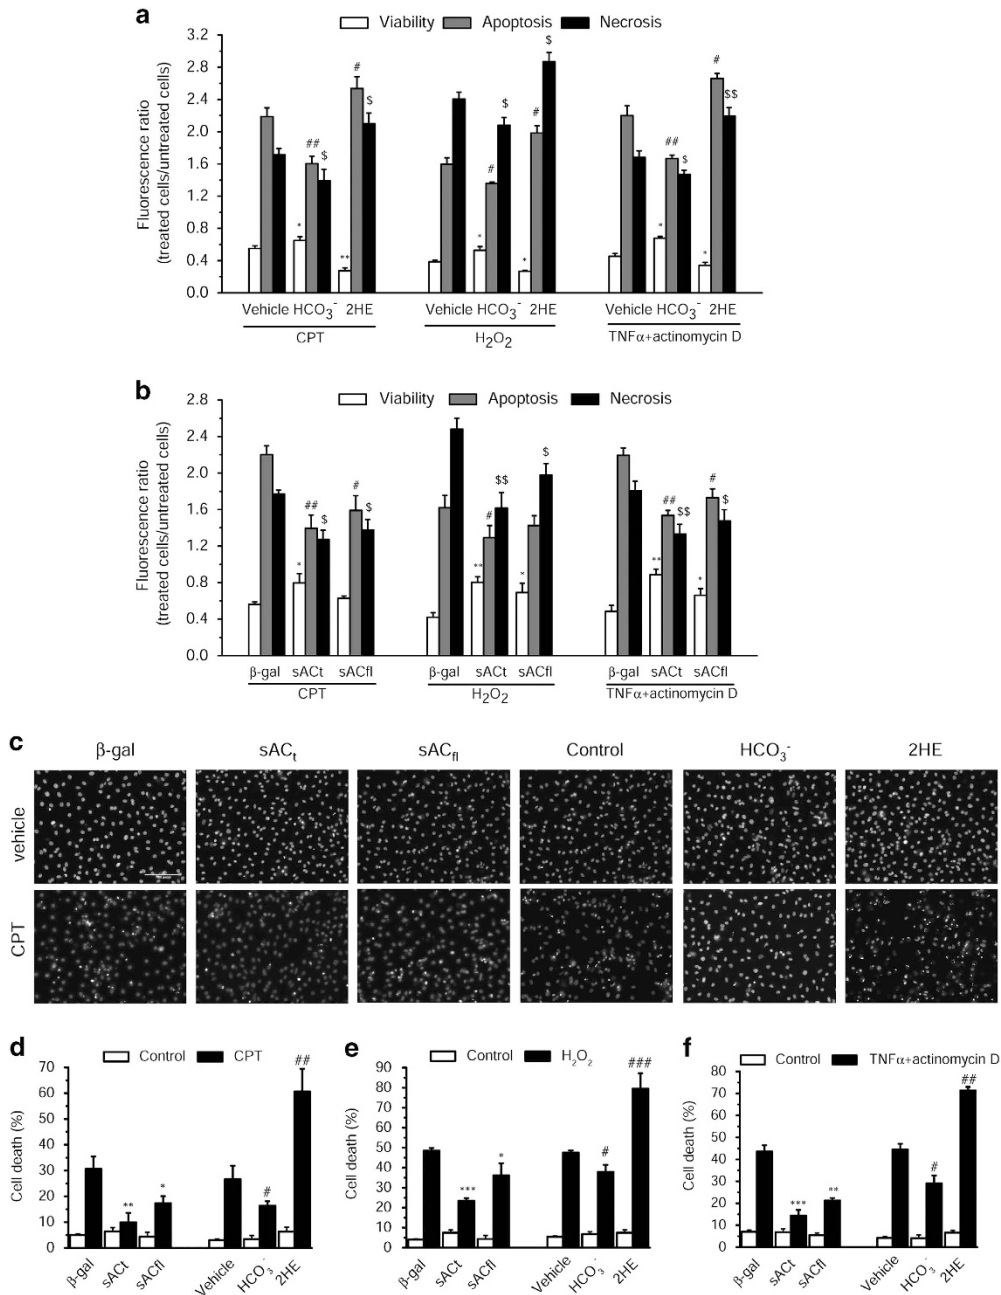 a
Viability Apoptosis Necrosis
Fluorescence ratio
(treated cells/untreated cells)
3.2
2.8
2.4
2.0
1.6
1.2
0.8
0.4
0.0
* ## $ ** # $
* # $ * # $
* ## $ * # $$
Vehicle HCO₃⁻ 2HE Vehicle HCO₃⁻ 2HE Vehicle HCO₃⁻ 2HE
CPT H₂O₂ TNFα+actinomycin D
b
Viability Apoptosis Necrosis
Fluorescence ratio
(treated cells/untreated cells)
2.8
2.4
2.0
1.6
1.2
0.8
0.4
0.0
* ## $ # $
** # $$ * $
** ## $$ * # $
β-gal sACt sACfl β-gal sACt sACfl β-gal sACt sACfl
CPT H₂O₂ TNFα+actinomycin D
c
β-gal sACt sACfl Control HCO₃⁻ 2HE
vehicle
CPT
d
Control CPT
Cell death (%)
70
60
50
40
30
20
10
0
** * # ##
β-gal sACt sACfl Vehicle HCO₃⁻ 2HE
e
Control H₂O₂
Cell death (%)
90
80
70
60
50
40
30
20
10
0
*** * # ###
β-gal sACt sACfl Vehicle HCO₃⁻ 2HE
f
Control TNFα+actinomycin D
Cell death (%)
80
70
60
50
40
30
20
10
0
*** ** # ##
β-gal sACt sACfl Vehicle HCO₃⁻ 2HE